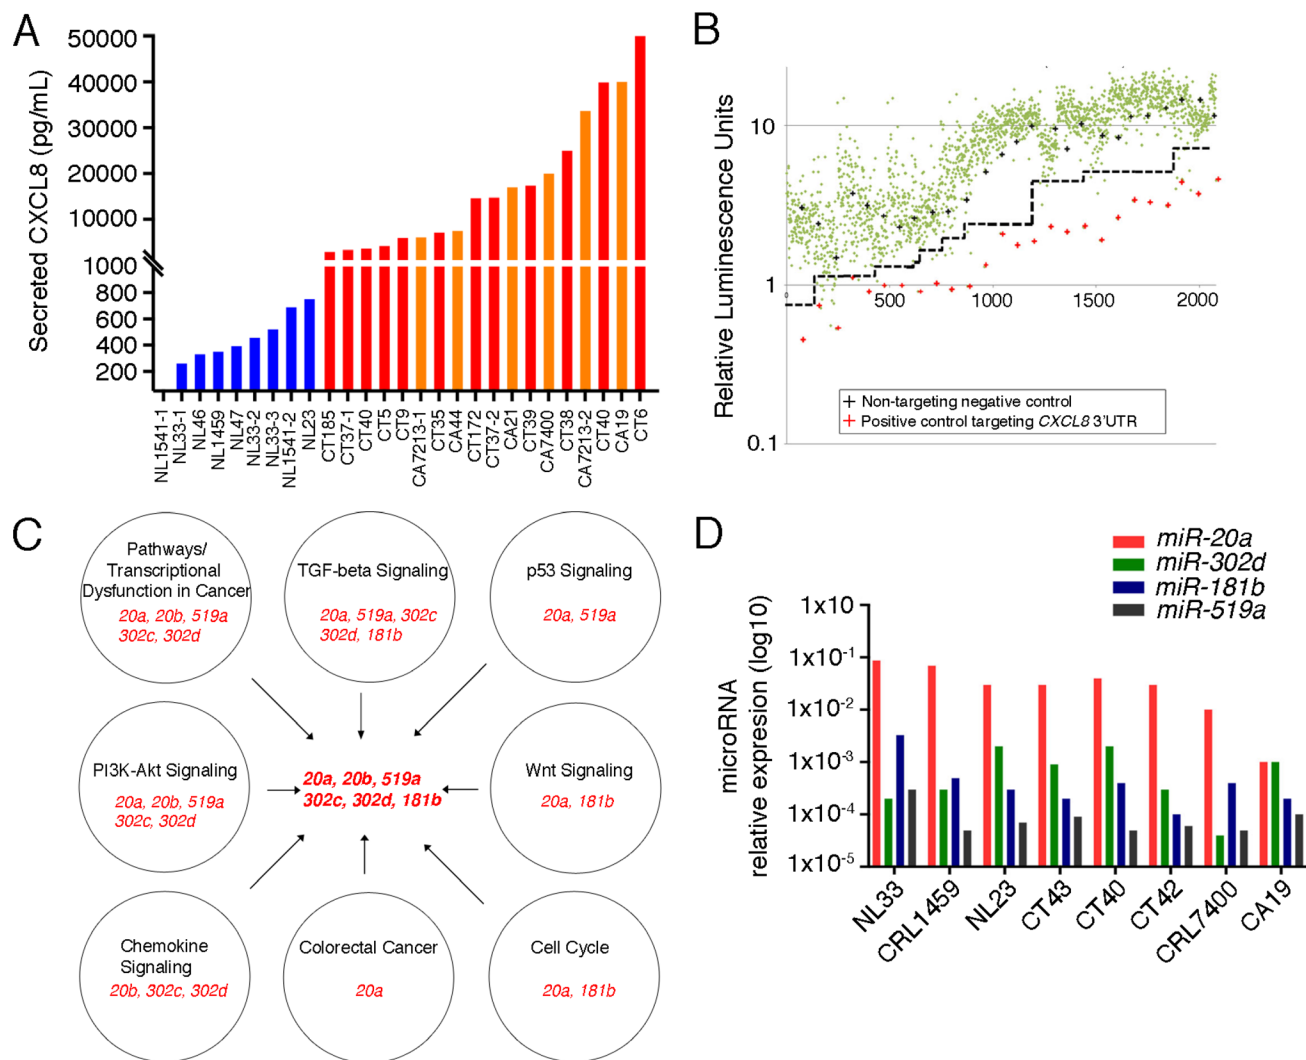 A
Secreted CXCL8 (pg/mL)
50000
40000
30000
20000
10000
1000
800
600
400
200
NL1541-1
NL33-1
NL46
NL1459
NL47
NL33-2
NL33-3
NL1541-2
NL23
CT185
CT37-1
CT40
CT5
CT9
CA7213-1
CT35
CA44
CT172
CT37-2
CA21
CT39
CA7400
CT38
CA7213-2
CT40
CA19
CT6
B
Relative Luminescence Units
10
1
0.1
0
500
1000
1500
2000
+ Non-targeting negative control
+ Positive control targeting CXCL8 3'UTR
C
Pathways/
Transcriptional
Dysfunction in Cancer
20a, 20b, 519a
302c, 302d
TGF-beta Signaling
20a, 519a, 302c
302d, 181b
p53 Signaling
20a, 519a
PI3K-Akt Signaling
20a, 20b, 519a
302c, 302d
20a, 20b, 519a
302c, 302d, 181b
Wnt Signaling
20a, 181b
Chemokine
Signaling
20b, 302c, 302d
Colorectal Cancer
20a
Cell Cycle
20a, 181b
D
miR-20a
miR-302d
miR-181b
miR-519a
microRNA
relative expresion (log10)
1x10
1x10-1
1x10-2
1x10-3
1x10-4
1x10-5
NL33
CRL1459
NL23
CT43
CT40
CT42
CRL7400
CA19